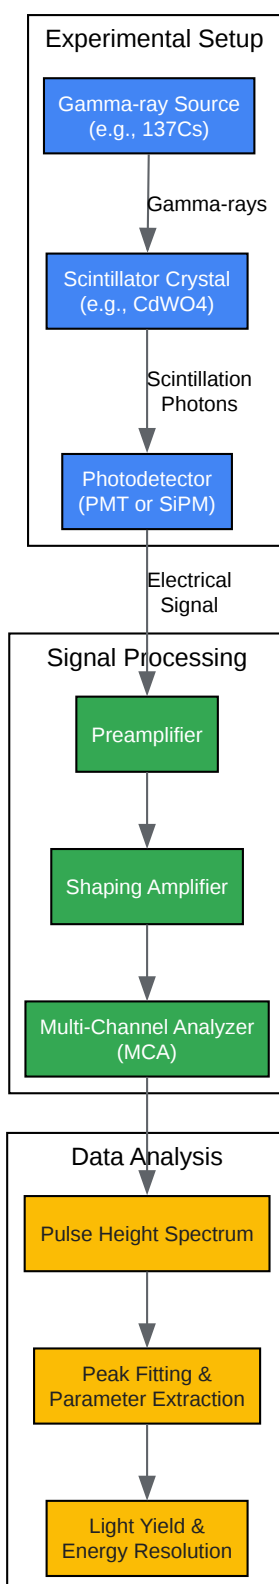 Experimental Setup
Gamma-ray Source
(e.g., 137Cs)
Gamma-rays
Scintillator Crystal
(e.g., CdWO4)
Scintillation
Photons
Photodetector
(PMT or SiPM)
Electrical
Signal
Signal Processing
Preamplifier
Shaping Amplifier
Multi-Channel Analyzer
(MCA)
Data Analysis
Pulse Height Spectrum
Peak Fitting &
Parameter Extraction
Light Yield &
Energy Resolution